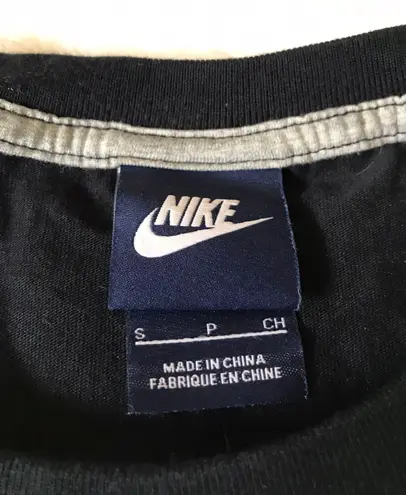 NIKE
S P CH
MADE IN CHINA
FABRIQUE EN CHINE